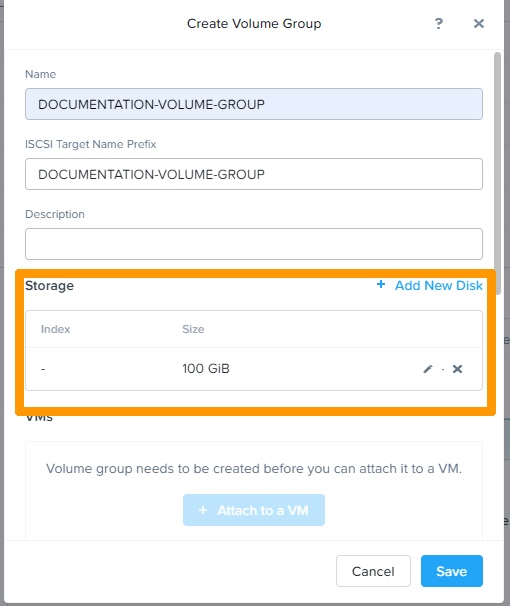 Create Volume Group ? ×
Name
DOCUMENTATION-VOLUME-GROUP
ISCSI Target Name Prefix
DOCUMENTATION-VOLUME-GROUP
Description
Storage + Add New Disk
Index Size
- 100 GiB
VMs
Volume group needs to be created before you can attach it to a VM.
+ Attach to a VM
Cancel Save